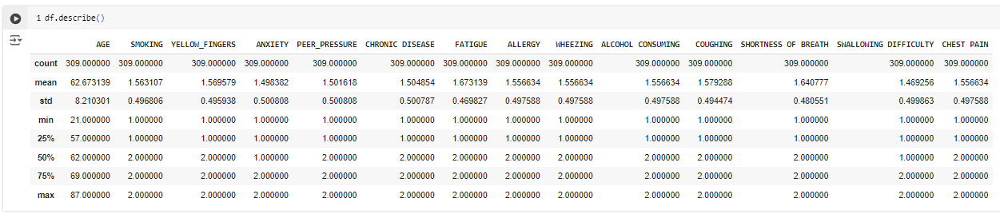 1 df.describe()
AGE SMOKING YELLOW_FINGERS ANXIETY PEER_PRESSURE CHRONIC DISEASE FATIGUE ALLERGY WHEEZING ALCOHOL CONSUMING COUGHING SHORTNESS OF BREATH SWALLOWING DIFFICULTY CHEST PAIN
count 309.000000 309.000000 309.000000 309.000000 309.000000 309.000000 309.000000 309.000000 309.000000 309.000000 309.000000 309.000000 309.000000 309.000000
mean 62.673139 1.563107 1.569579 1.498382 1.501618 1.504854 1.673139 1.556634 1.556634 1.556634 1.579288 1.640777 1.469256 1.556634
std 8.210301 0.496806 0.495938 0.500808 0.500808 0.500787 0.469827 0.497588 0.497588 0.497588 0.494474 0.480551 0.499863 0.497588
min 21.000000 1.000000 1.000000 1.000000 1.000000 1.000000 1.000000 1.000000 1.000000 1.000000 1.000000 1.000000 1.000000 1.000000
25% 57.000000 1.000000 1.000000 1.000000 1.000000 1.000000 1.000000 1.000000 1.000000 1.000000 1.000000 1.000000 1.000000 1.000000
50% 62.000000 2.000000 2.000000 1.000000 2.000000 2.000000 2.000000 2.000000 2.000000 2.000000 2.000000 2.000000 1.000000 2.000000
75% 69.000000 2.000000 2.000000 2.000000 2.000000 2.000000 2.000000 2.000000 2.000000 2.000000 2.000000 2.000000 2.000000 2.000000
max 87.000000 2.000000 2.000000 2.000000 2.000000 2.000000 2.000000 2.000000 2.000000 2.000000 2.000000 2.000000 2.000000 2.000000